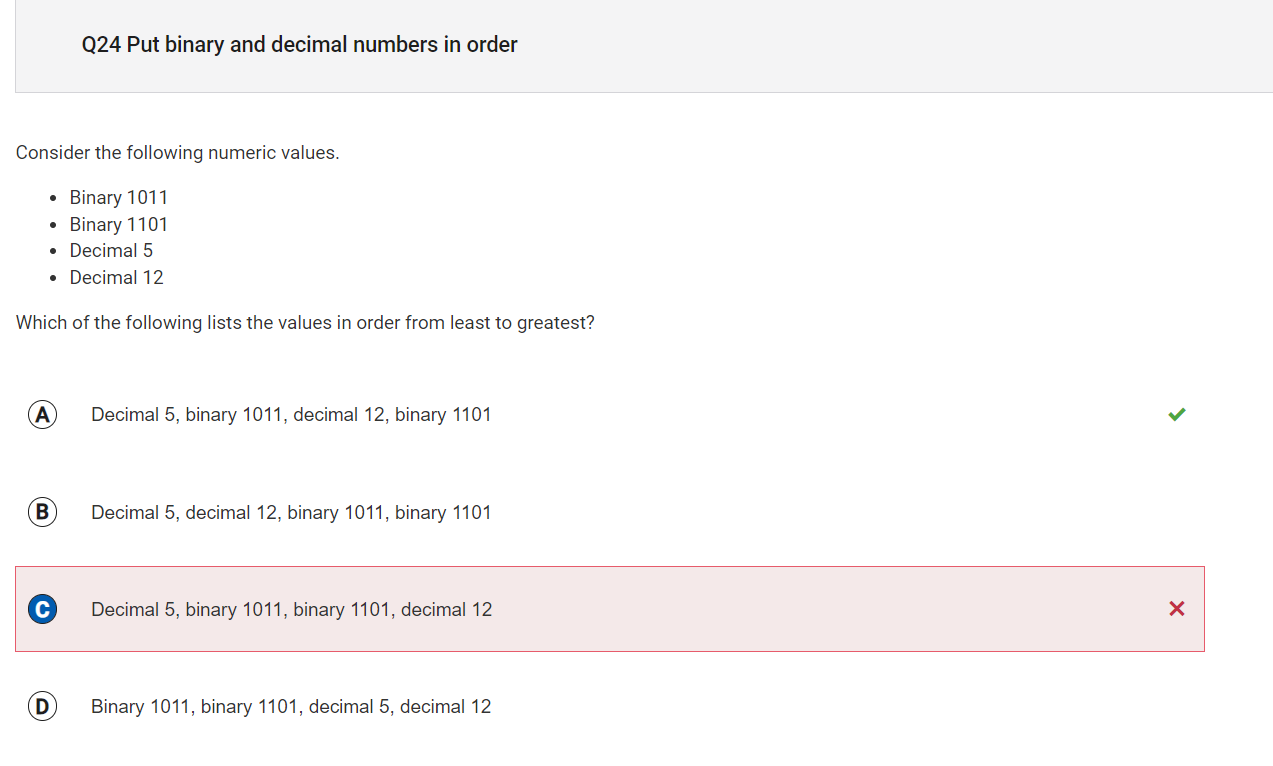 Q24 Put binary and decimal numbers in order
Consider the following numeric values.
• Binary 1011
• Binary 1101
• Decimal 5
• Decimal 12
Which of the following lists the values in order from least to greatest?
A Decimal 5, binary 1011, decimal 12, binary 1101
B Decimal 5, decimal 12, binary 1011, binary 1101
C Decimal 5, binary 1011, binary 1101, decimal 12
D Binary 1011, binary 1101, decimal 5, decimal 12